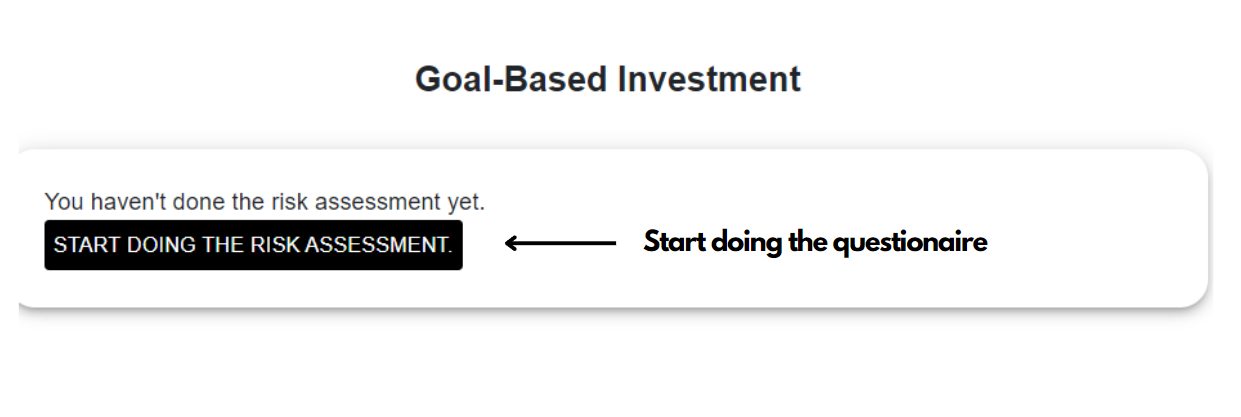 Goal-Based Investment
You haven't done the risk assessment yet.
START DOING THE RISK ASSESSMENT.
Start doing the questionaire